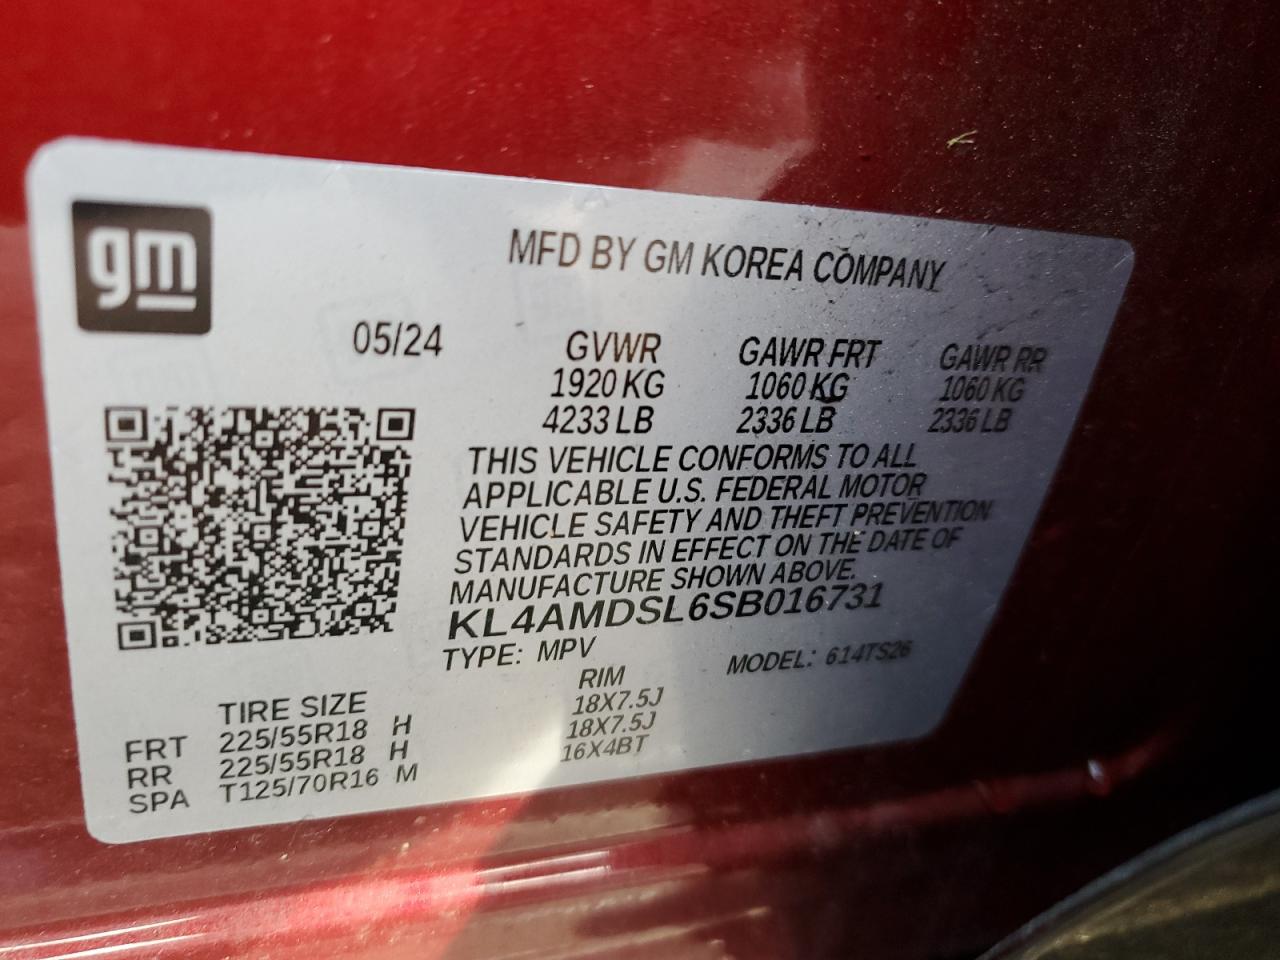 gm
MFD BY GM KOREA COMPANY
05/24 GVWR GAWR FRT GAWR RR
1920 KG 1060 KG 1060 KG
4233 LB 2336 LB 2336 LB
THIS VEHICLE CONFORMS TO ALL
APPLICABLE U.S. FEDERAL MOTOR
VEHICLE SAFETY AND THEFT PREVENTION
STANDARDS IN EFFECT ON THE DATE OF
MANUFACTURE SHOWN ABOVE.
KL4AMDSL6SB016731
TYPE: MPV MODEL: 614TS26
TIRE SIZE RIM
FRT 225/55R18 H 18X7.5J
RR 225/55R18 H 18X7.5J
SPA T125/70R16 M 16X4BT